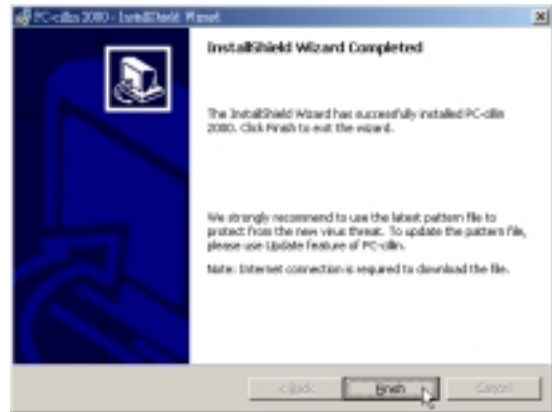 PC-cillin 2000 - InstallShield Wizard
InstallShield Wizard Completed
The InstallShield Wizard has successfully installed PC-cillin
2000. Click Finish to exit the wizard.
We strongly recommend to use the latest pattern file to
protect from the new virus threat. To update the pattern file,
please use Update feature of PC-cillin.
Note: Internet connection is required to download the file.
< Back
Finish
Cancel